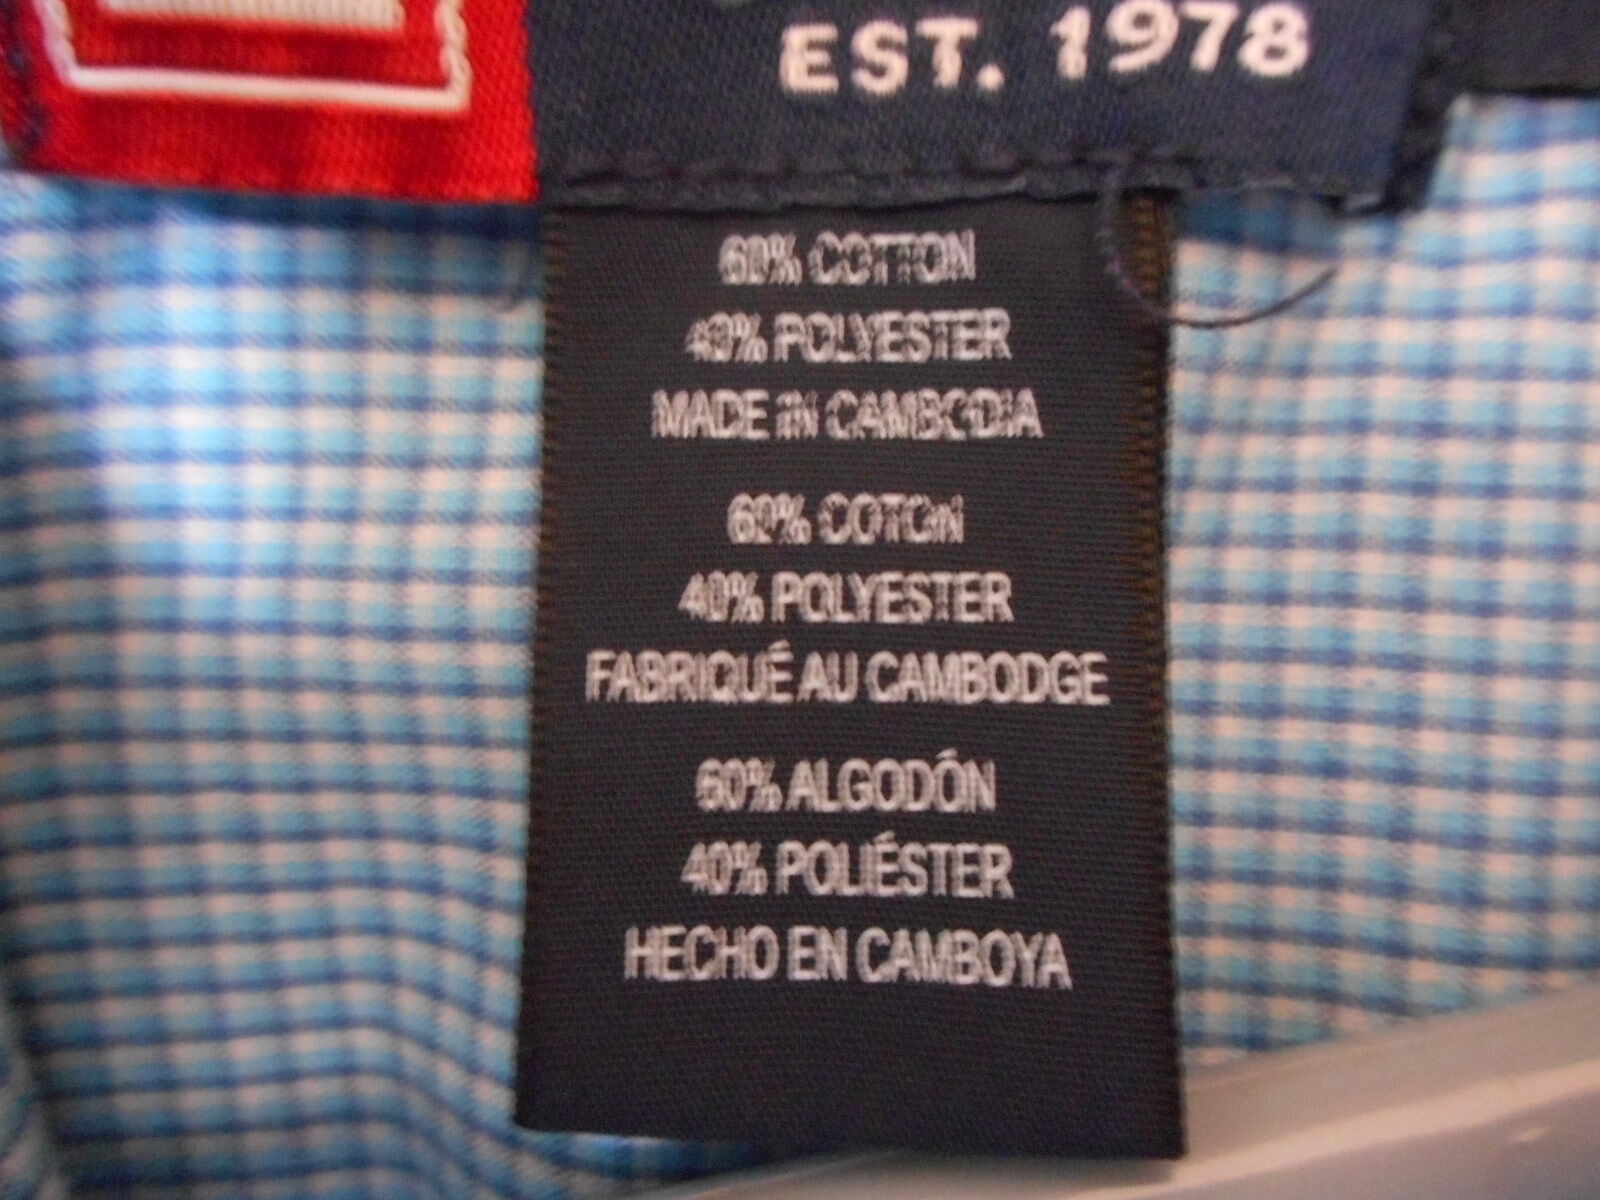 EST. 1978
60% COTTON
40% POLYESTER
MADE IN CAMBODIA
60% COTON
40% POLYESTER
FABRIQUÉ AU CAMBODGE
60% ALGODÓN
40% POLIÉSTER
HECHO EN CAMBOYA